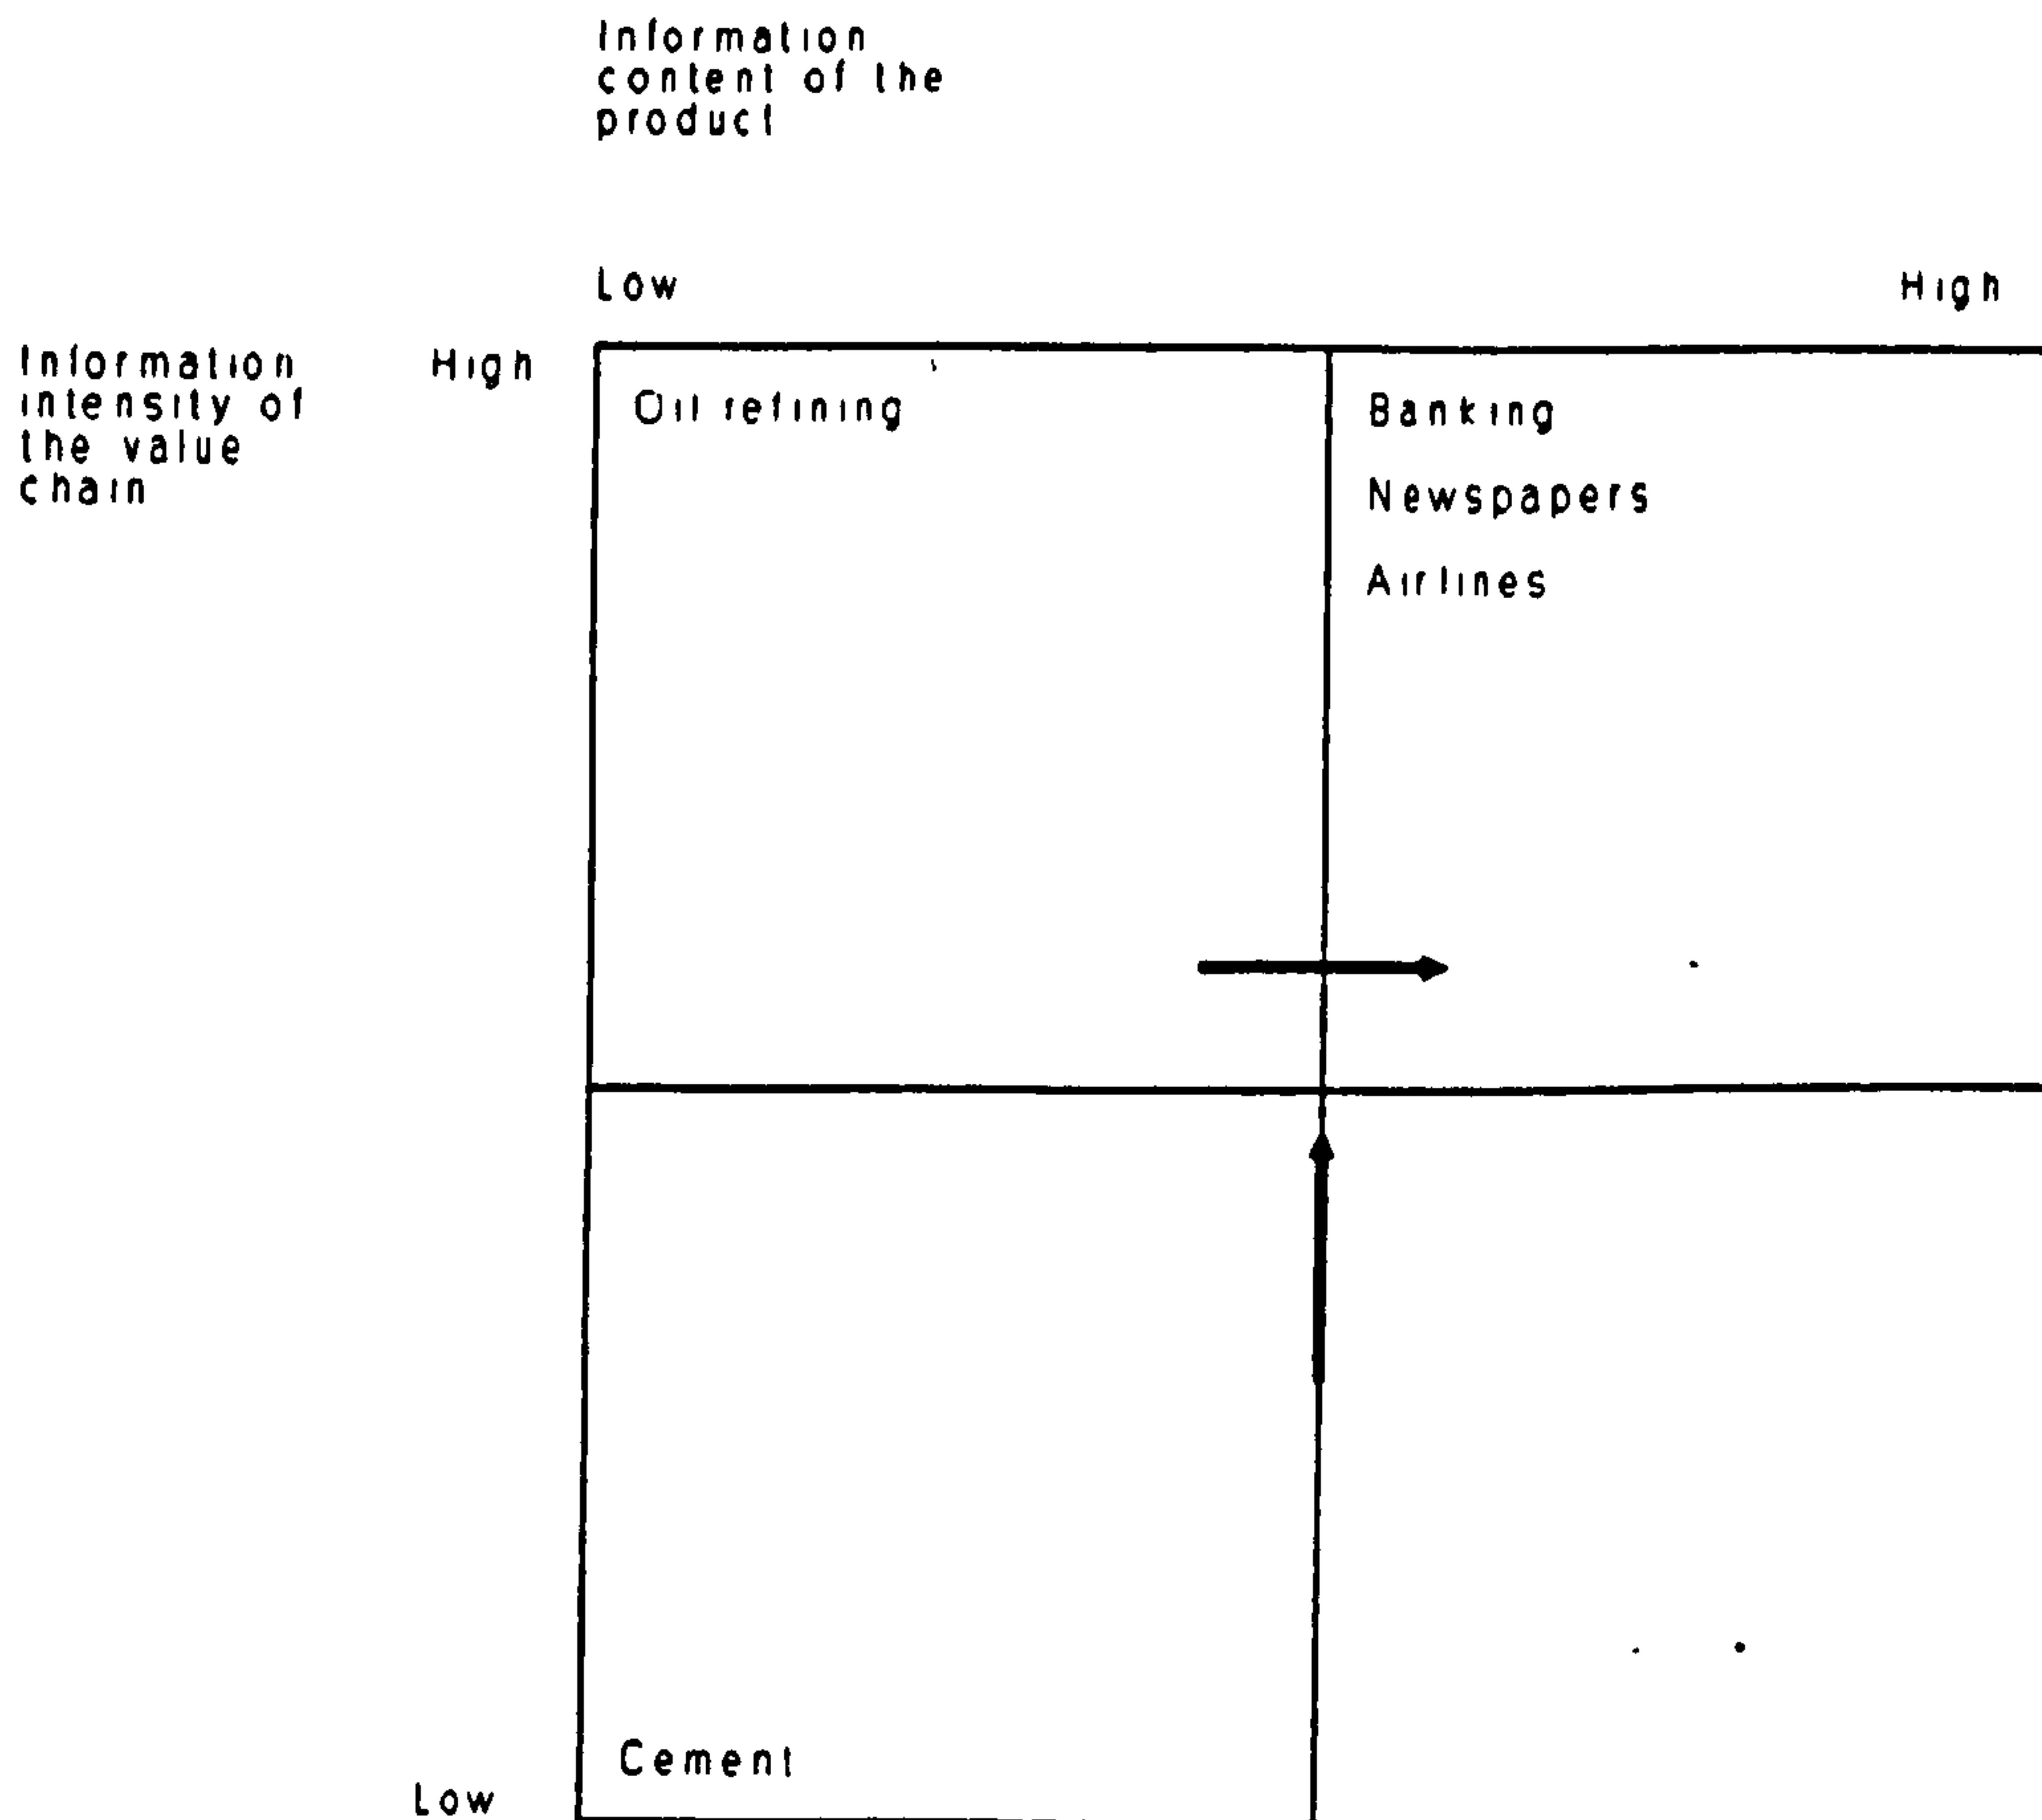 Information
content of the
product
Low High
Information
intensity of
the value
chain
High
Oil refining
Banking
Newspapers
Airlines
Cement
Low